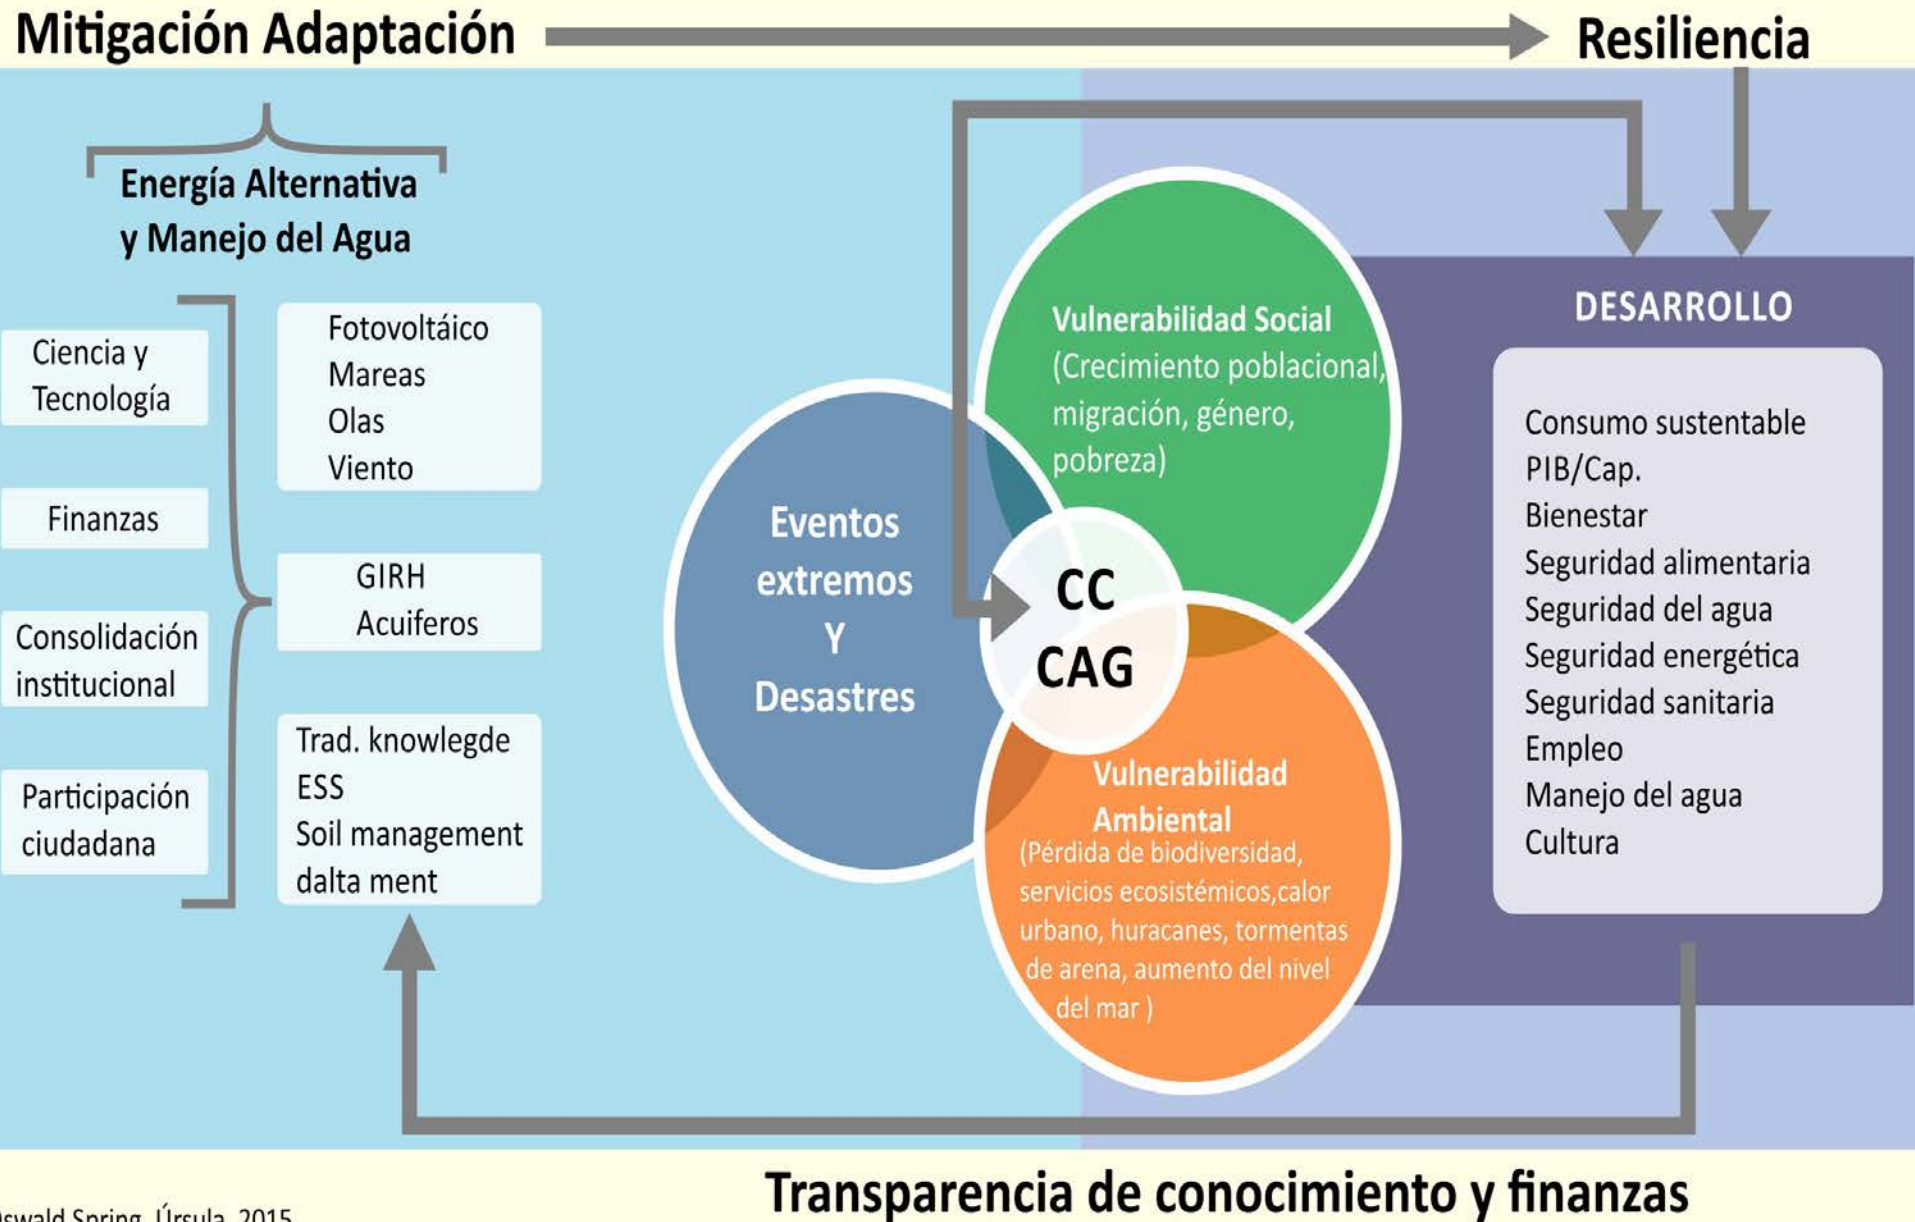 Mitigación Adaptación
Resiliencia
Energía Alternativa
y Manejo del Agua
Ciencia y
Tecnología
Finanzas
Consolidación
institucional
Participación
ciudadana
Fotovoltáico
Mareas
Olas
Viento
GIRH
Acuiferos
Trad. knowlegde
ESS
Soil management
dalta ment
Eventos
extremos
Y
Desastres
Vulnerabilidad Social
(Crecimiento poblacional,
migración, género,
pobreza)
CC
CAG
Vulnerabilidad
Ambiental
(Pérdida de biodiversidad,
servicios ecosistémicos,calor
urbano, huracanes, tormentas
de arena, aumento del nivel
del mar )
DESARROLLO
Consumo sustentable
PIB/Cap.
Bienestar
Seguridad alimentaria
Seguridad del agua
Seguridad energética
Seguridad sanitaria
Empleo
Manejo del agua
Cultura
Transparencia de conocimiento y finanzas
Oswald Spring, Úrsula, 2015